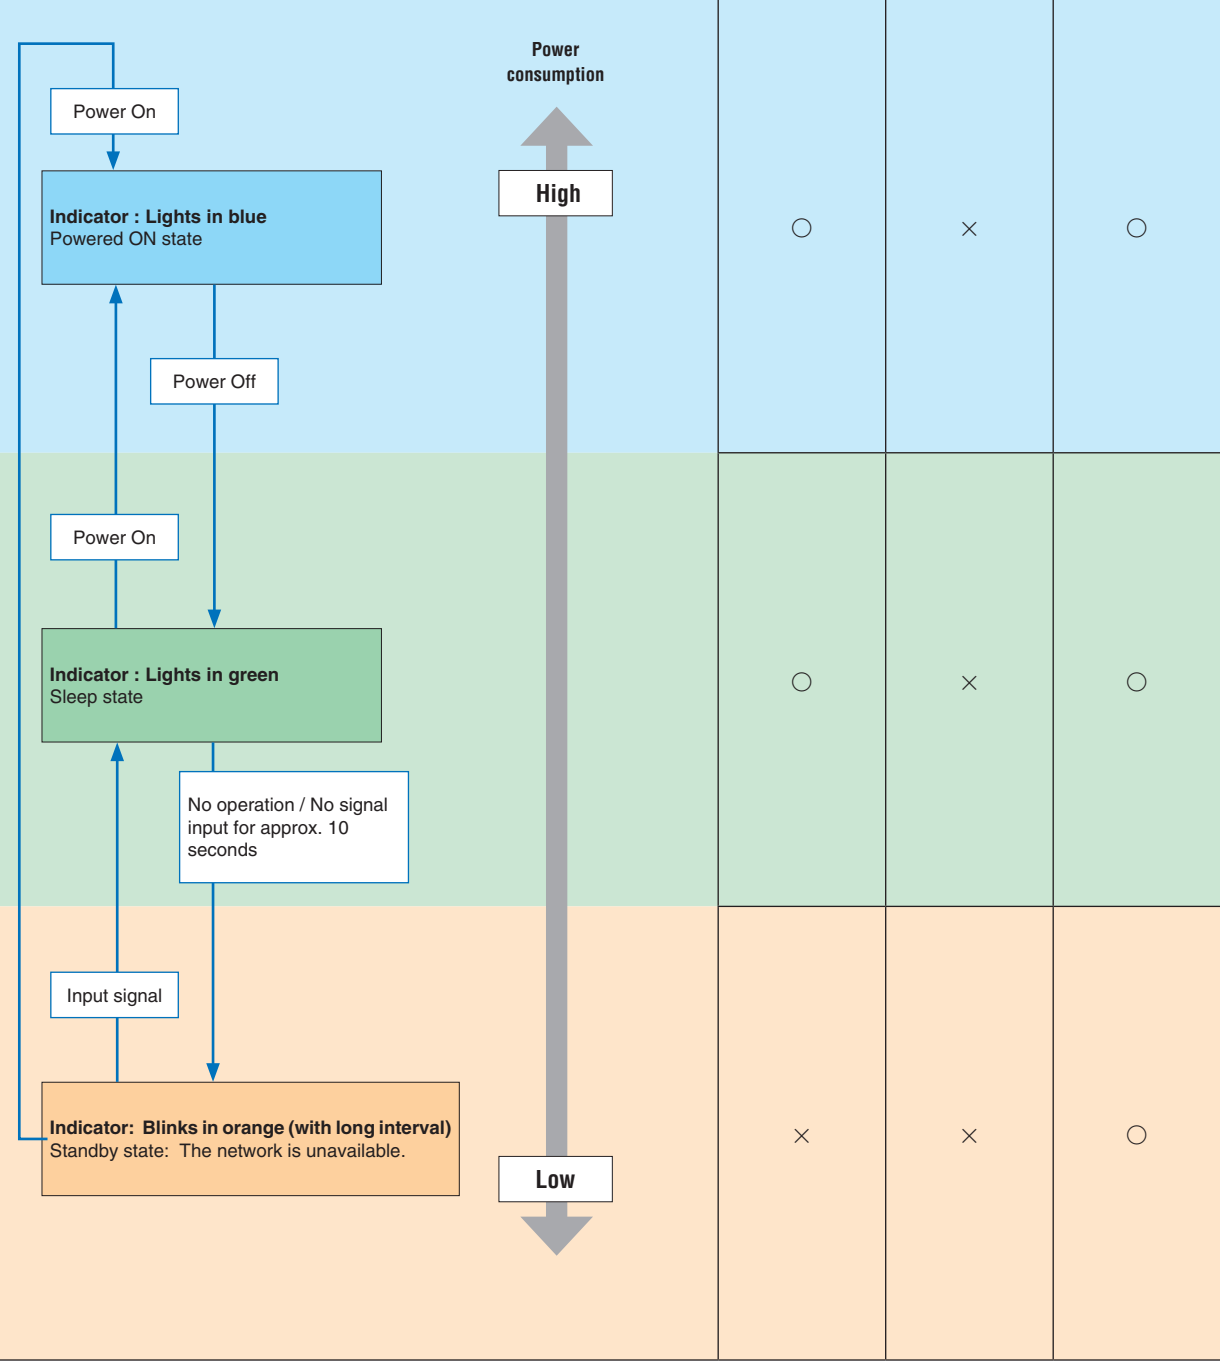 Power
consumption
Power On
High
Indicator : Lights in blue
Powered ON state
○ × ○
Power Off
Power On
Indicator : Lights in green
Sleep state
○ × ○
No operation / No signal
input for approx. 10
seconds
Input signal
Indicator: Blinks in orange (with long interval)
Standby state: The network is unavailable.
× × ○
Low